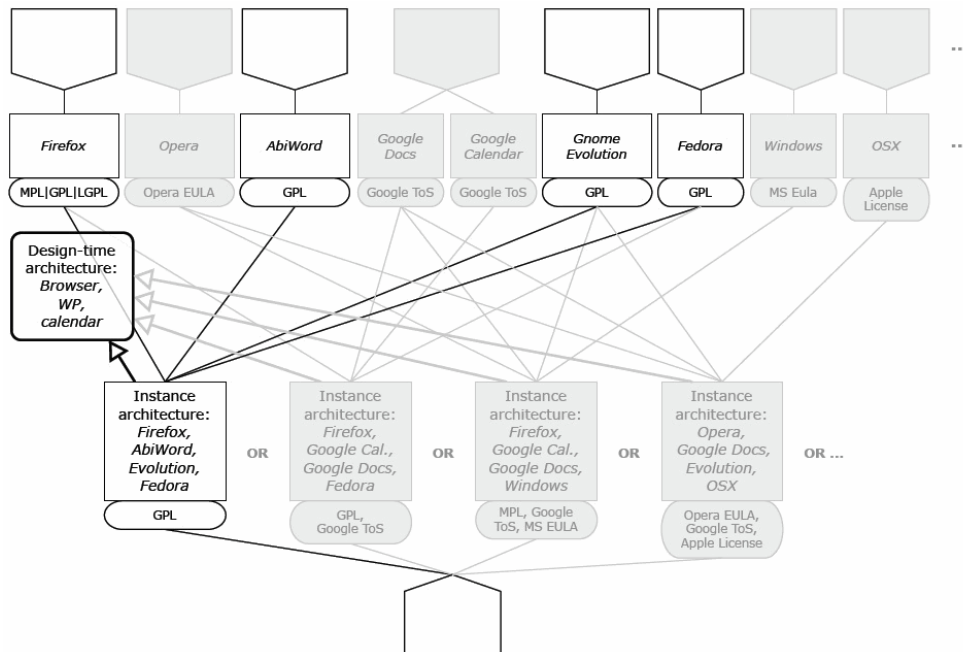 ...
Firefox
Opera
AbiWord
Google
Docs
Google
Calendar
Gnome
Evolution
Fedora
Windows
OSX
...
MPL|GPL|LGPL
Opera EULA
GPL
Google ToS
Google ToS
GPL
GPL
MS Eula
Apple
License
Design-time
architecture:
Browser,
WP,
calendar
Instance
architecture:
Firefox,
AbiWord,
Evolution,
Fedora
GPL
OR
Instance
architecture:
Firefox,
Google Cal.,
Google Docs,
Fedora
GPL,
Google ToS
OR
Instance
architecture:
Firefox,
Google Cal.,
Google Docs,
Windows
MPL, Google
ToS, MS EULA
OR
Instance
architecture:
Opera,
Google Docs,
Evolution,
OSX
Opera EULA,
Google ToS,
Apple License
OR ...